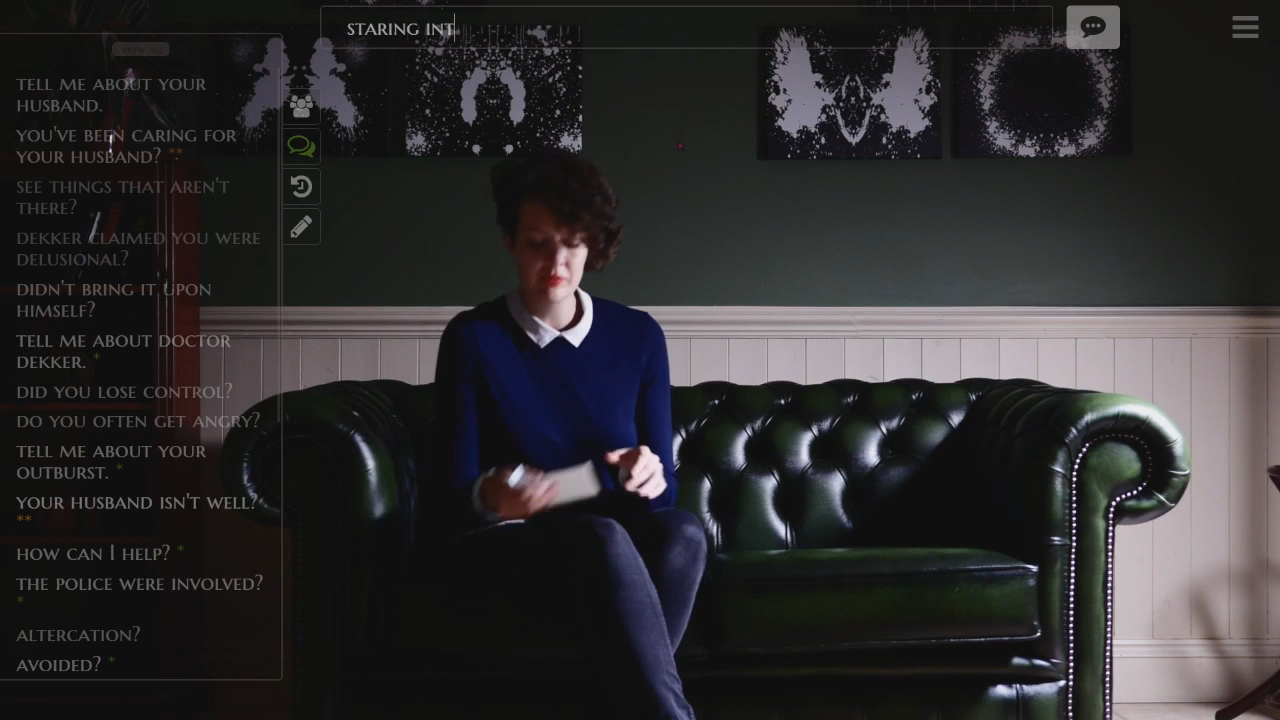 STARING INT
SHOW ALL
TELL ME ABOUT YOUR
HUSBAND.
YOU'VE BEEN CARING FOR
YOUR HUSBAND? **
SEE THINGS THAT AREN'T
THERE?
DEKKER CLAIMED YOU WERE
DELUSIONAL?
DIDN'T BRING IT UPON
HIMSELF?
TELL ME ABOUT DOCTOR
DEKKER. *
DID YOU LOSE CONTROL?
DO YOU OFTEN GET ANGRY?
TELL ME ABOUT YOUR
OUTBURST. *
YOUR HUSBAND ISN'T WELL?
**
HOW CAN I HELP? *
THE POLICE WERE INVOLVED?
*
ALTERCATION?
AVOIDED? *